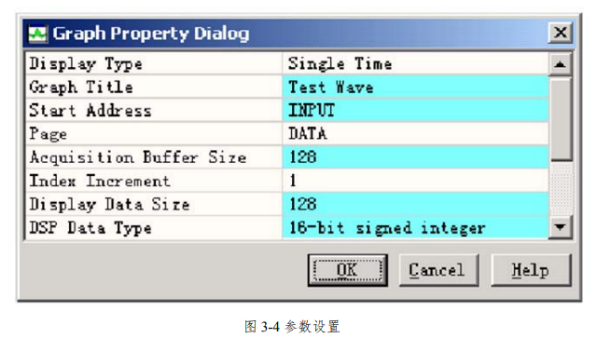 Graph Property Dialog
Display Type Single Time
Graph Title Test Wave
Start Address INPUT
Page DATA
Acquisition Buffer Size 128
Index Increment 1
Display Data Size 128
DSP Data Type 16-bit signed integer
OK Cancel Help
图 3-4 参数设置